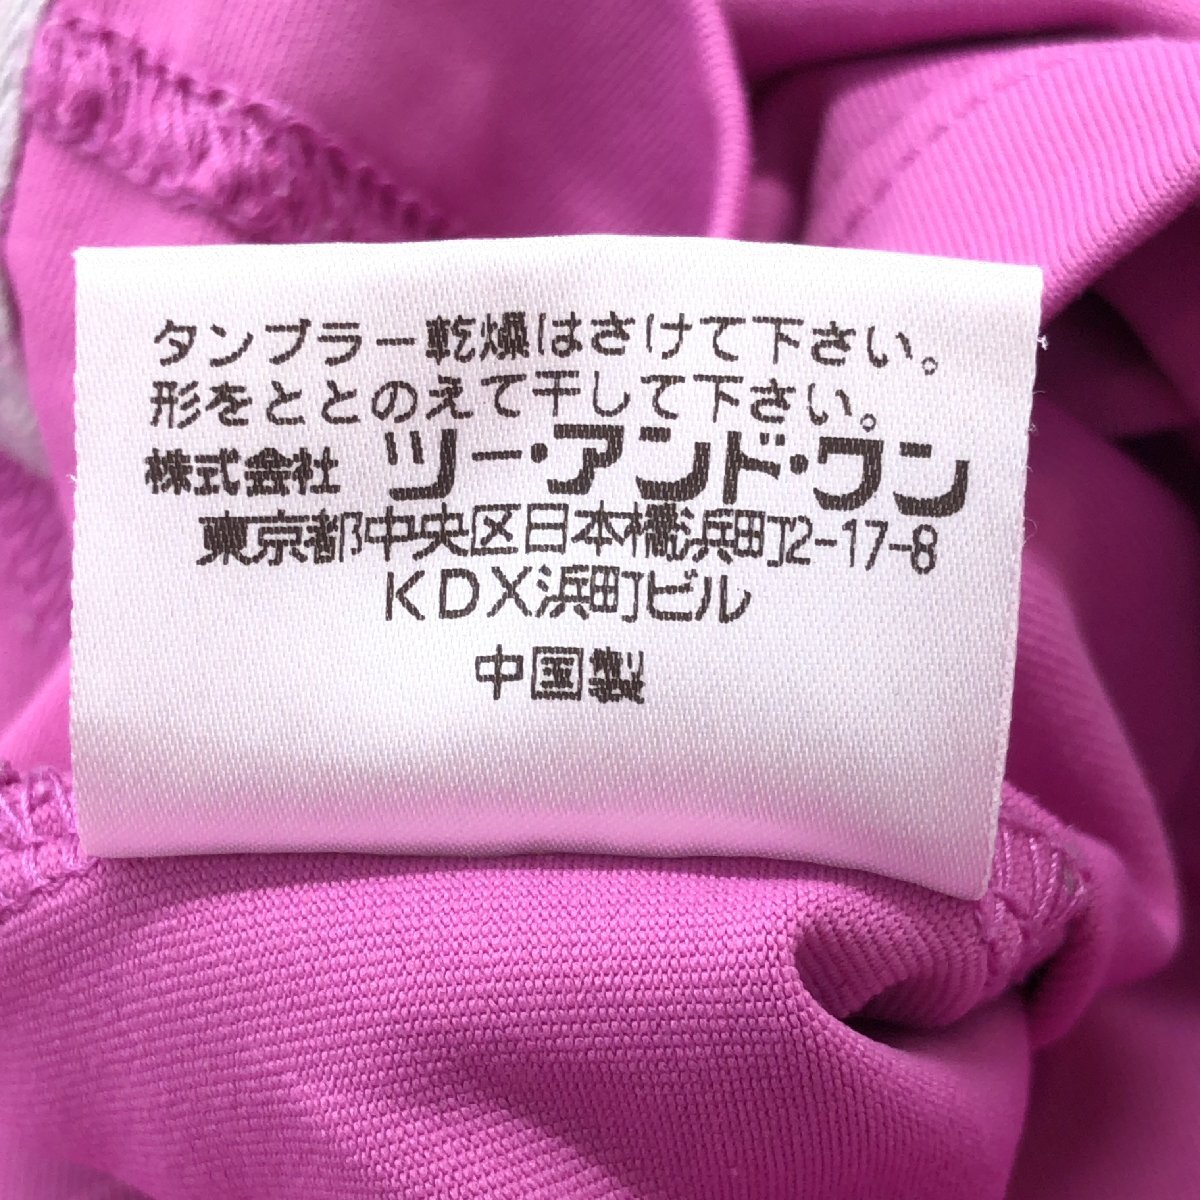 タンブラー乾燥はさけて下さい。
形をととのえて干して下さい。
株式会社 ツー・アンド・ワン
東京都中央区日本橋浜町2-17-8
KDX浜町ビル
中国製